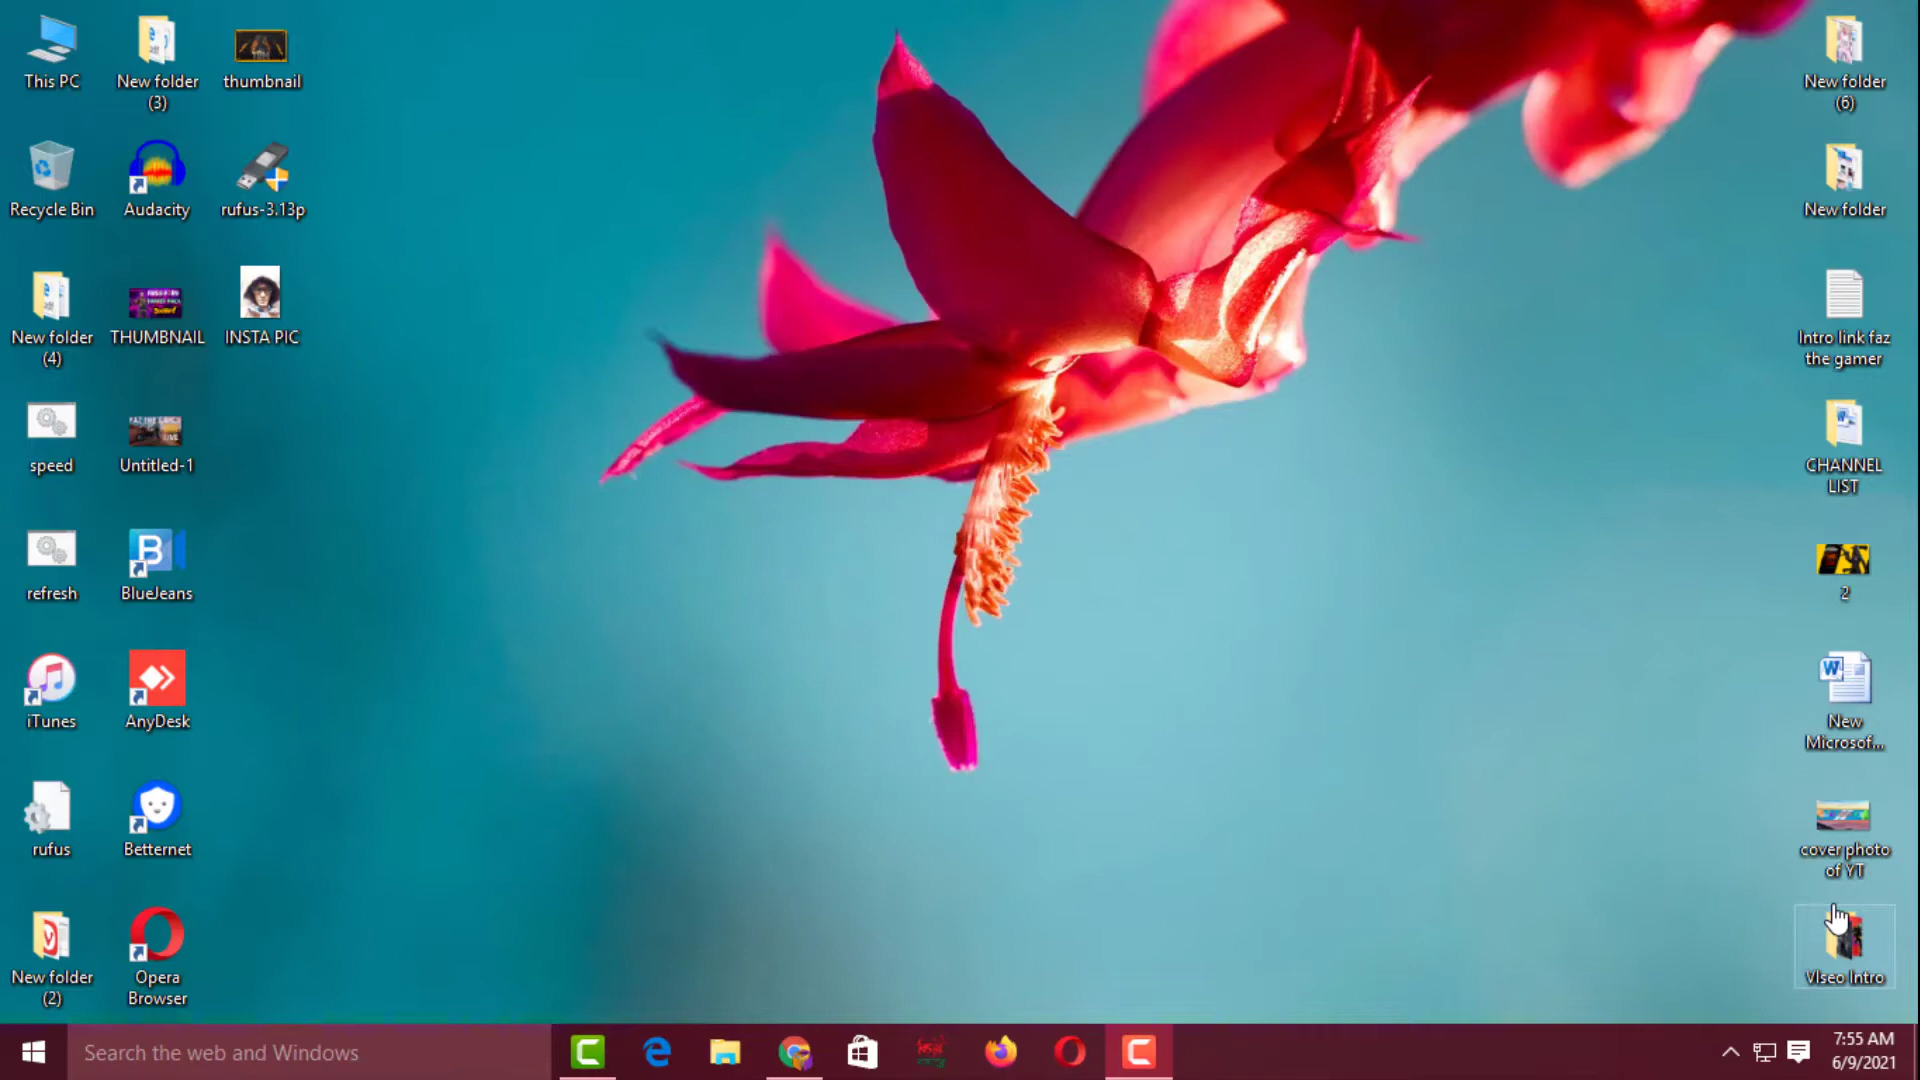 This PC
New folder
(3)
thumbnail
Recycle Bin
Audacity
rufus-3.13p
New folder
(4)
THUMBNAIL
INSTA PIC
speed
Untitled-1
refresh
BlueJeans
iTunes
AnyDesk
rufus
Betternet
New folder
(2)
Opera
Browser
New folder
(6)
New folder
Intro link faz
the gamer
CHANNEL
LIST
2
New
Microsof...
cover photo
of YT
VIseo Intro
Search the web and Windows
7:55 AM
6/9/2021